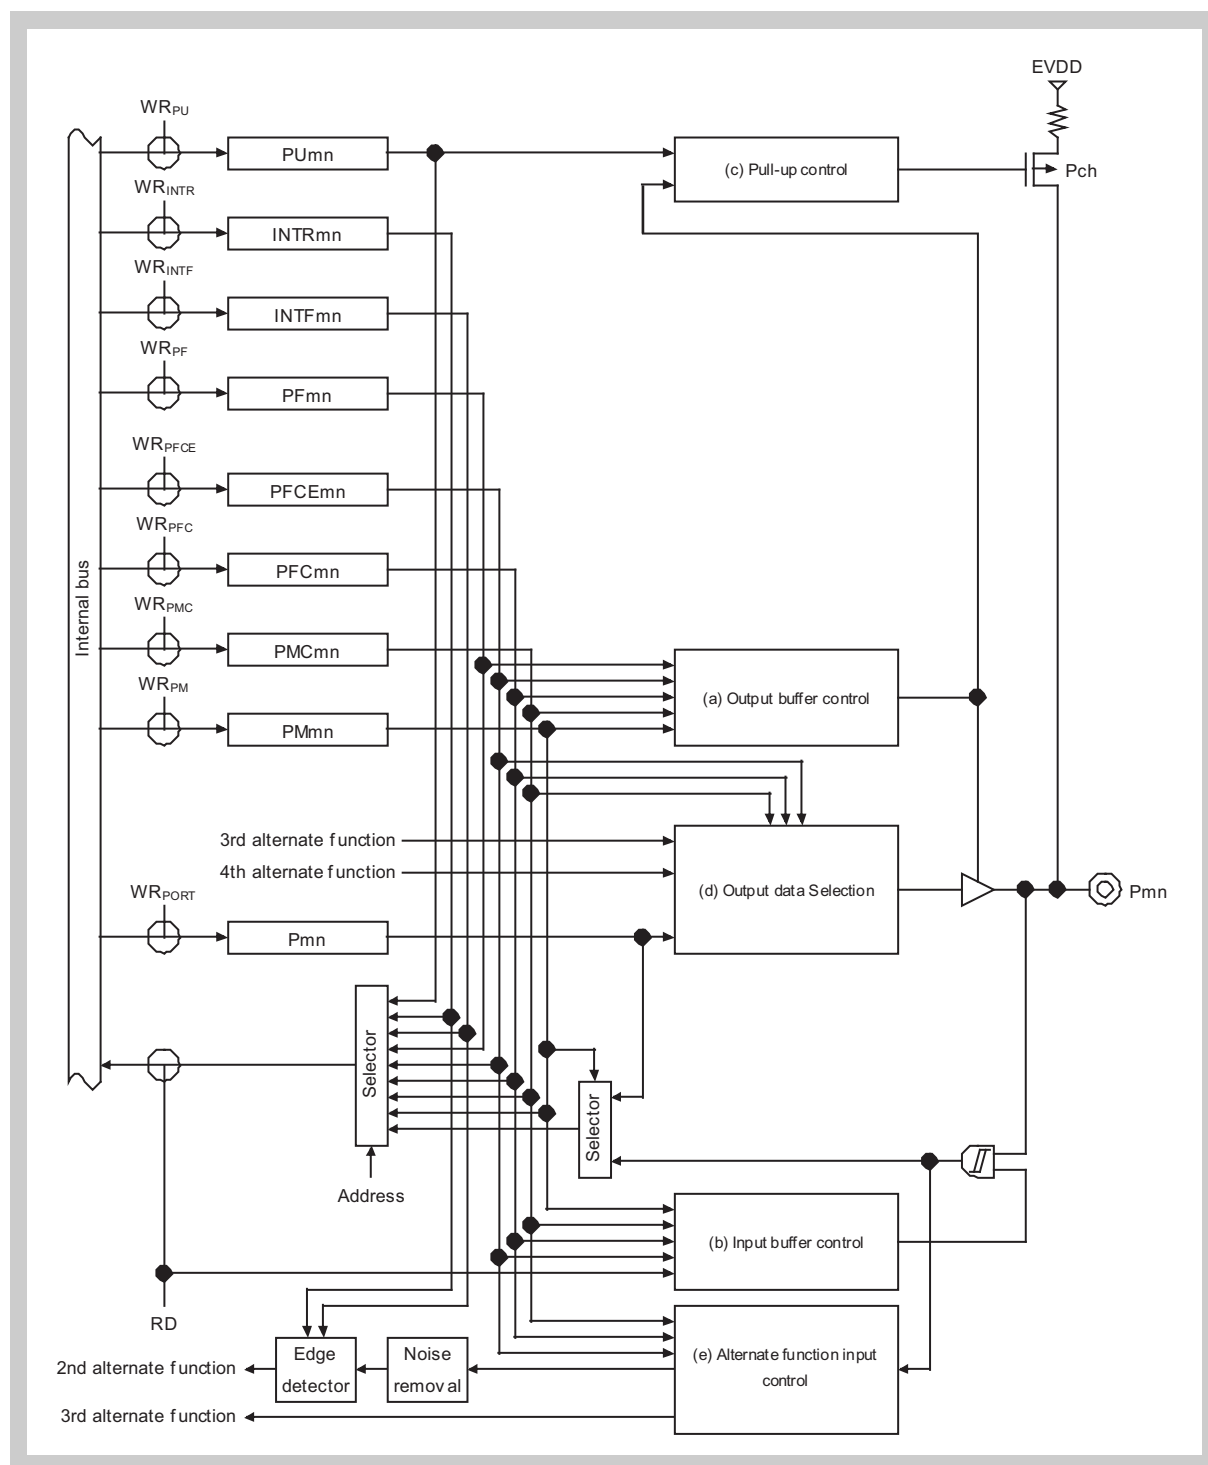 EVDD
WRPU
PUmn
(c) Pull-up control
Pch
WRINTR
INTRmn
WRINTF
INTFmn
WRPF
PFmn
WRPFCE
PFCEmn
WRPFC
PFCmn
Internal bus
WRPMC
PMCmn
WRPM
PMmn
(a) Output buffer control
3rd alternate function
4th alternate function
(d) Output data Selection
Pmn
WRPORT
Pmn
Selector
Selector
Address
(b) Input buffer control
RD
2nd alternate function
Edge
detector
Noise
removal
(e) Alternate function input
control
3rd alternate function